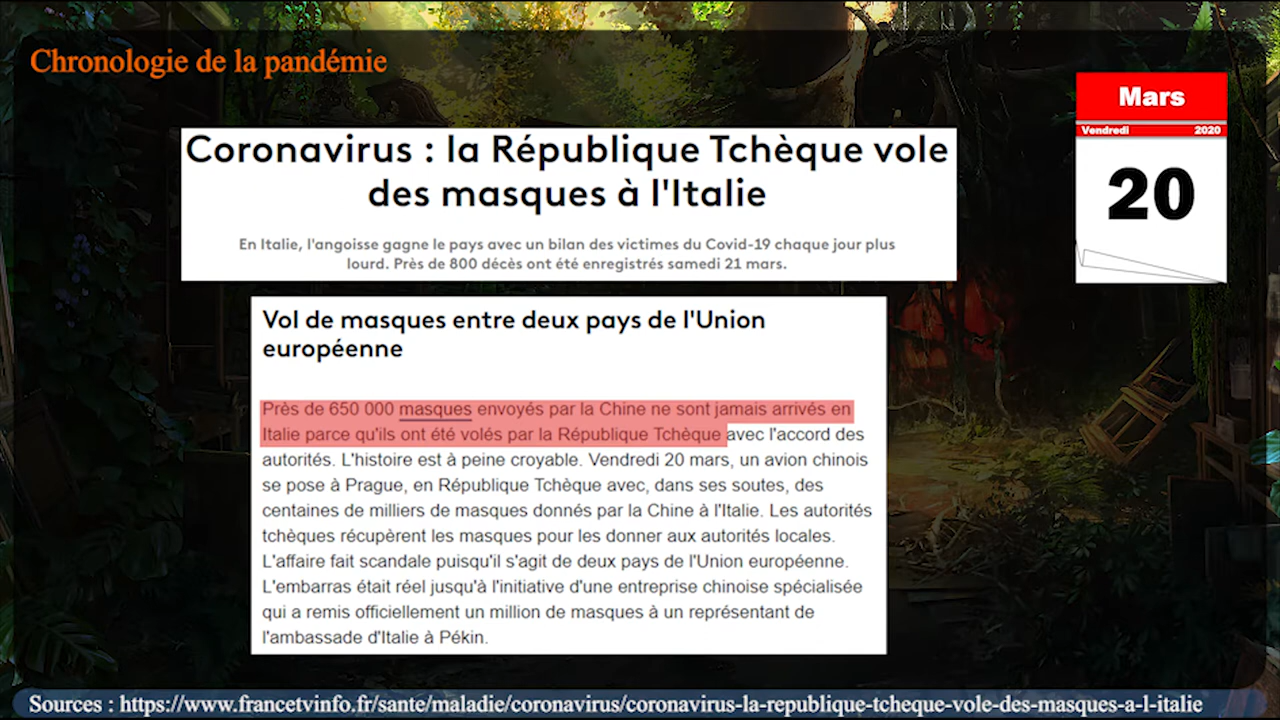 Chronologie de la pandémie
Mars
Vendredi 2020
20
Coronavirus : la République Tchèque vole
des masques à l'Italie
En Italie, l'angoisse gagne le pays avec un bilan des victimes du Covid-19 chaque jour plus
lourd. Près de 800 décès ont été enregistrés samedi 21 mars.
Vol de masques entre deux pays de l'Union
européenne
Près de 650 000 masques envoyés par la Chine ne sont jamais arrivés en
Italie parce qu'ils ont été volés par la République Tchèque avec l'accord des
autorités. L'histoire est à peine croyable. Vendredi 20 mars, un avion chinois
se pose à Prague, en République Tchèque avec, dans ses soutes, des
centaines de milliers de masques donnés par la Chine à l'Italie. Les autorités
tchèques récupèrent les masques pour les donner aux autorités locales.
L'affaire fait scandale puisqu'il s'agit de deux pays de l'Union européenne.
L'embarras était réel jusqu'à l'initiative d'une entreprise chinoise spécialisée
qui a remis officiellement un million de masques à un représentant de
l'ambassade d'Italie à Pékin.
Sources : https://www.francetvinfo.fr/sante/maladie/coronavirus/coronavirus-la-republique-tcheque-vole-des-masques-a-l-italie